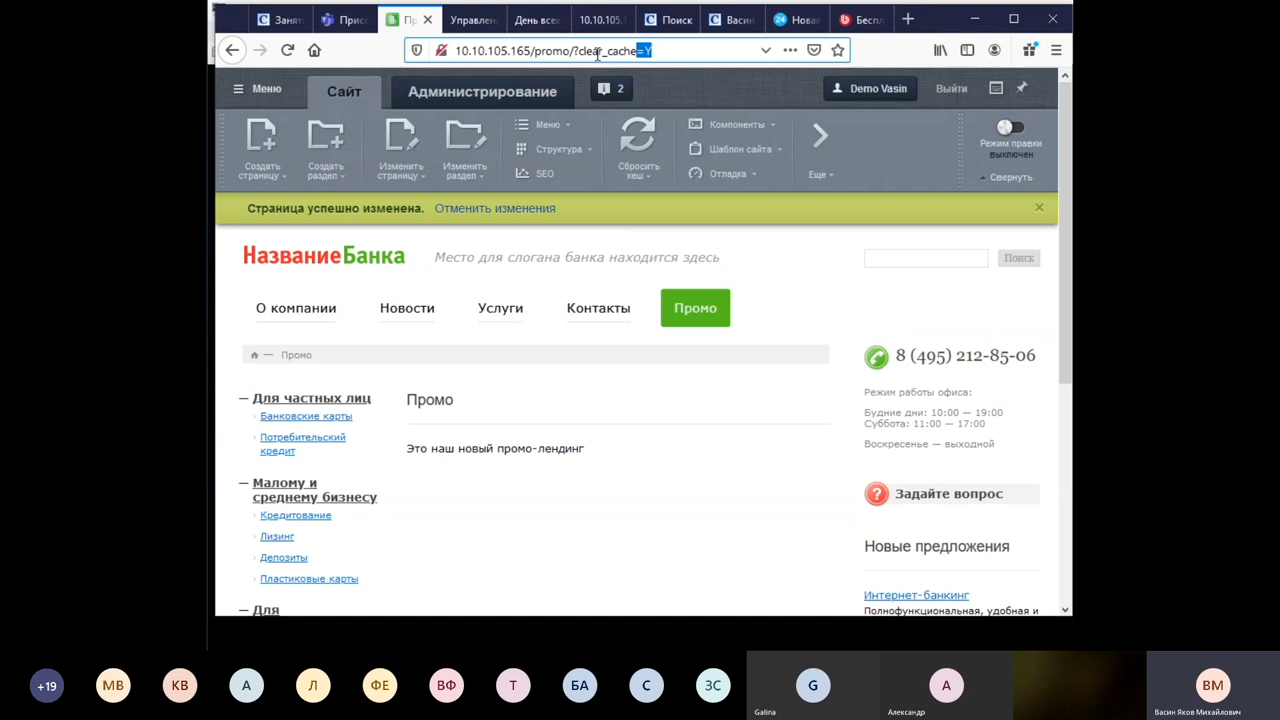 Занят
Присс
П
Управлен
День всех
10.10.105.
Поиск
Васин
Нова
Беспл
10.10.105.165/promo/?clear_cache=Y
Меню
Сайт
Администрирование
2
Demo Vasin
Выйти
Создать страницу
Создать раздел
Изменить страницу
Изменить раздел
Меню
Структура
SEO
Сбросить кеш
Компоненты
Шаблон сайта
Отладка
Еще
Режим правки
выключен
Свернуть
Страница успешно изменена. Отменить изменения
НазваниеБанка
Место для слогана банка находится здесь
Поиск
О компании
Новости
Услуги
Контакты
Промо
— Промо
8 (495) 212-85-06
Режим работы офиса:
Будние дни: 10:00 — 19:00
Суббота: 11:00 — 17:00
Воскресенье — выходной
Задайте вопрос
Новые предложения
Интернет-банкинг
Полнофункциональная, удобная и
— Для частных лиц
Банковские карты
Потребительский
кредит
— Малому и
среднему бизнесу
Кредитование
Лизинг
Депозиты
Пластиковые карты
— Для
Промо
Это наш новый промо-лендинг
+19
МВ
КВ
А
Л
ФЕ
ВФ
Т
БА
С
ЗС
G
Galina
А
Александр
ВМ
Васин Яков Михайлович